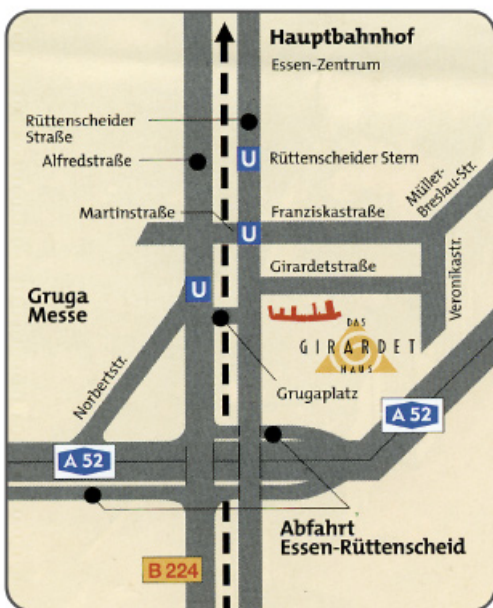 Hauptbahnhof
Essen-Zentrum
Rüttenscheider
Straße
U
Rüttenscheider Stern
Alfredstraße
Müller-
Breslau-Str.
Martinstraße
Franziskastraße
U
Girardetstraße
Veronikastr.
U
Gruga
Messe
DAS
GIRARDET
HAUS
Norbertstr.
Grugaplatz
A 52
A 52
Abfahrt
Essen-Rüttenscheid
B 224